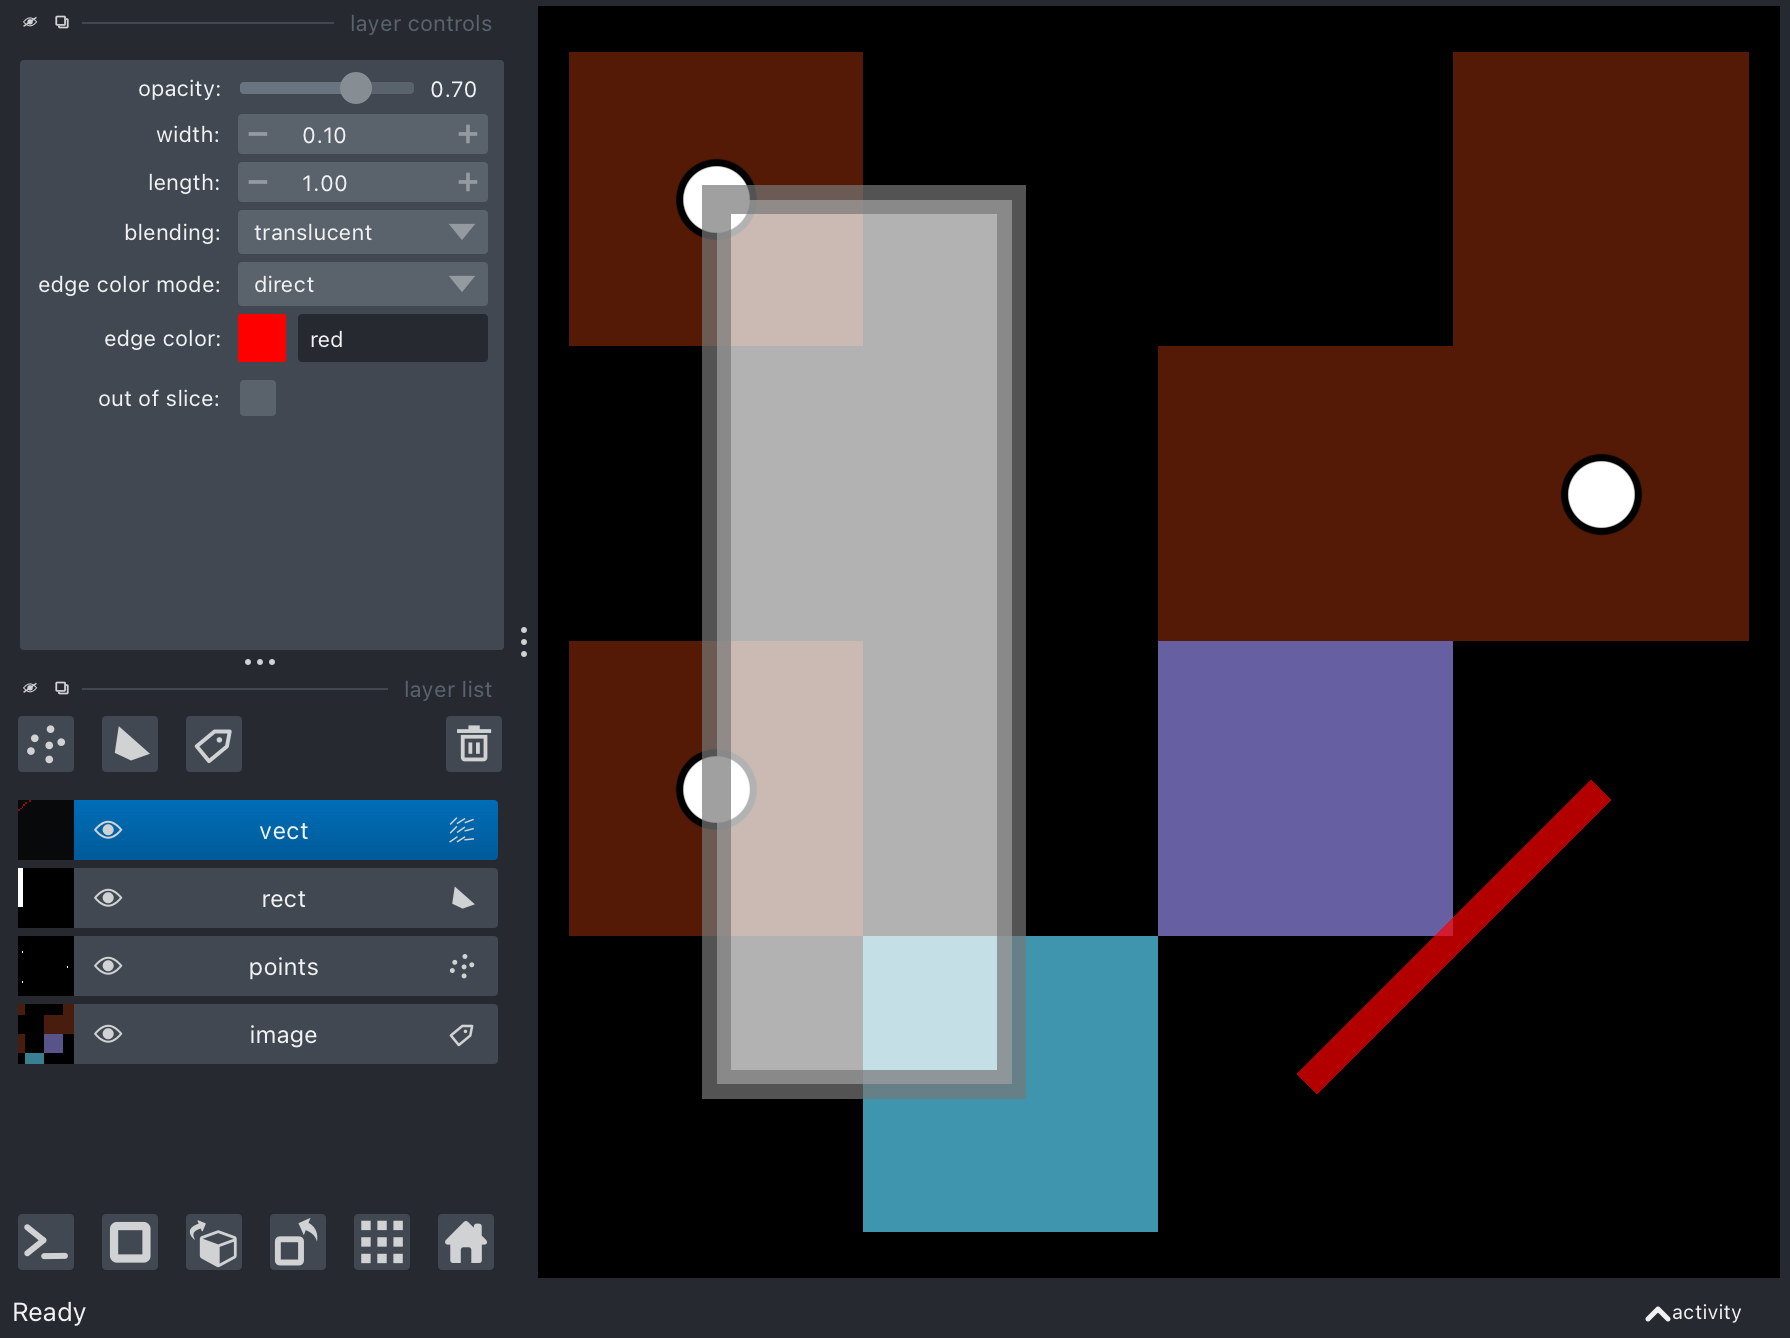 layer controls
opacity: 0.70
width: 0.10
length: 1.00
blending: translucent
edge color mode: direct
edge color: red
out of slice:
layer list
vect
rect
points
image
Ready
activity